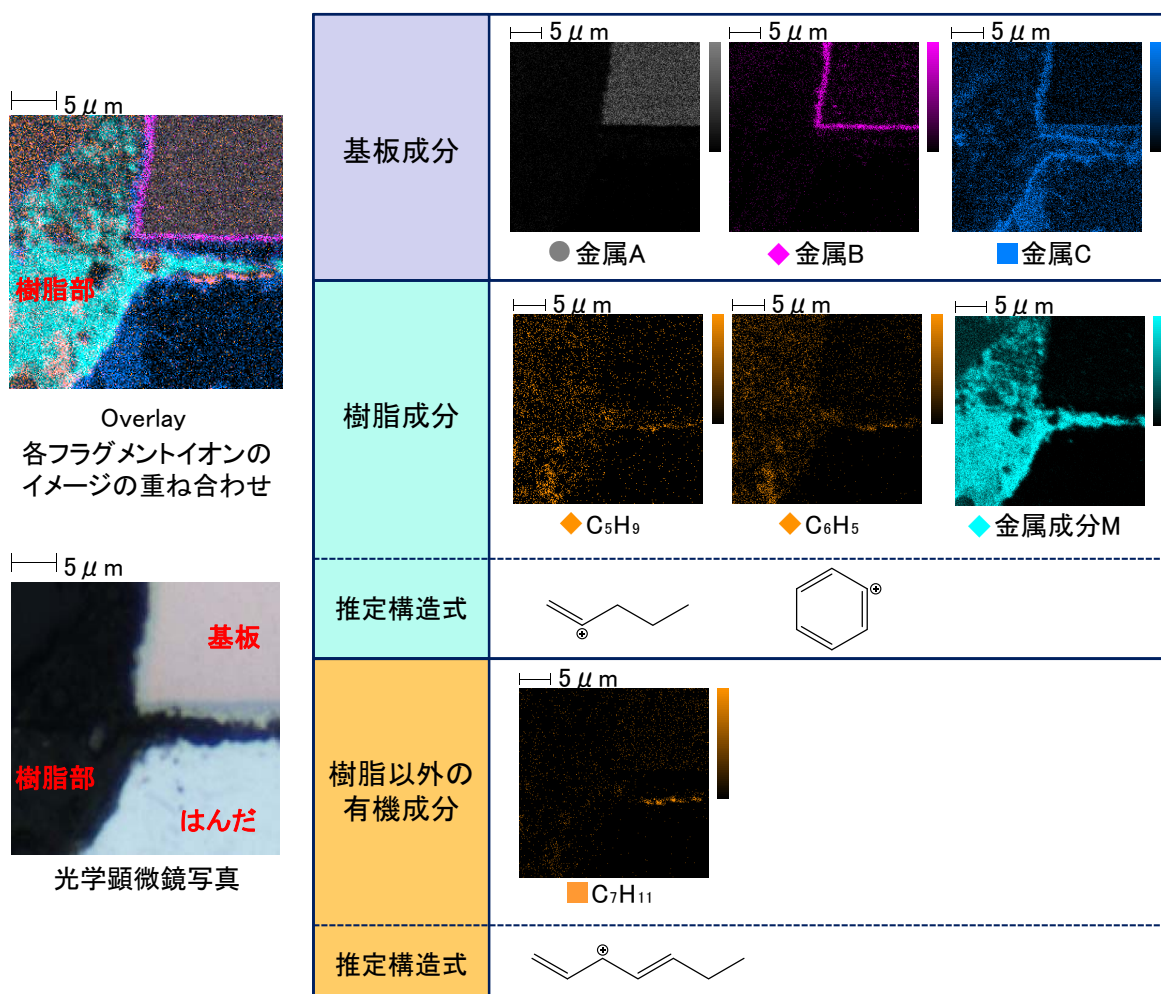 5μm
樹脂部
Overlay
各フラグメントイオンの
イメージの重ね合わせ
5μm
基板
樹脂部
はんだ
光学顕微鏡写真
基板成分
5μm
5μm
5μm
金属A
金属B
金属C
樹脂成分
5μm
5μm
5μm
C5H9
C6H5
金属成分M
推定構造式
樹脂以外の
有機成分
5μm
C7H11
推定構造式